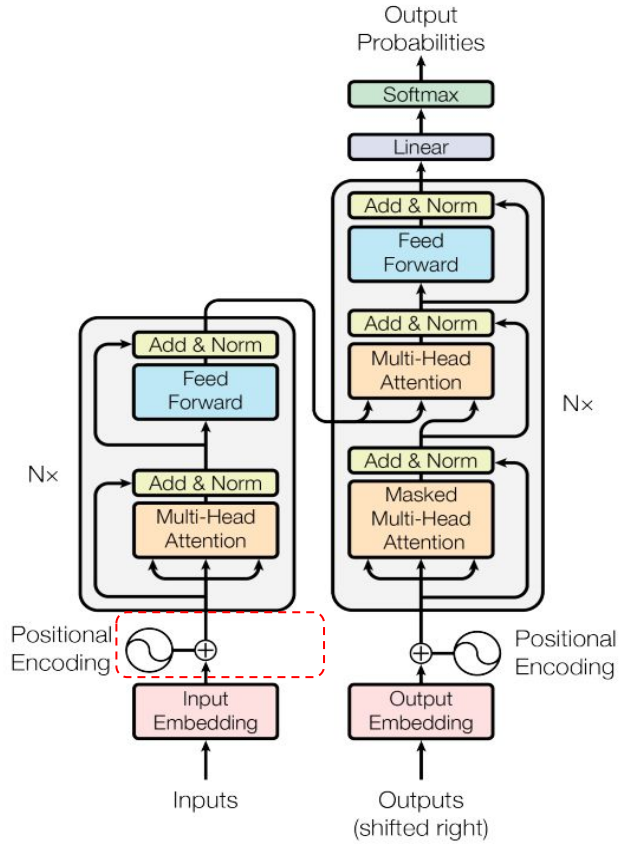 Output
Probabilities
Softmax
Linear
Add & Norm
Feed
Forward
Add & Norm
Multi-Head
Attention
Add & Norm
Masked
Multi-Head
Attention
Nx
Add & Norm
Feed
Forward
Add & Norm
Multi-Head
Attention
N×
Positional
Encoding
Positional
Encoding
Input
Embedding
Output
Embedding
Inputs
Outputs
(shifted right)